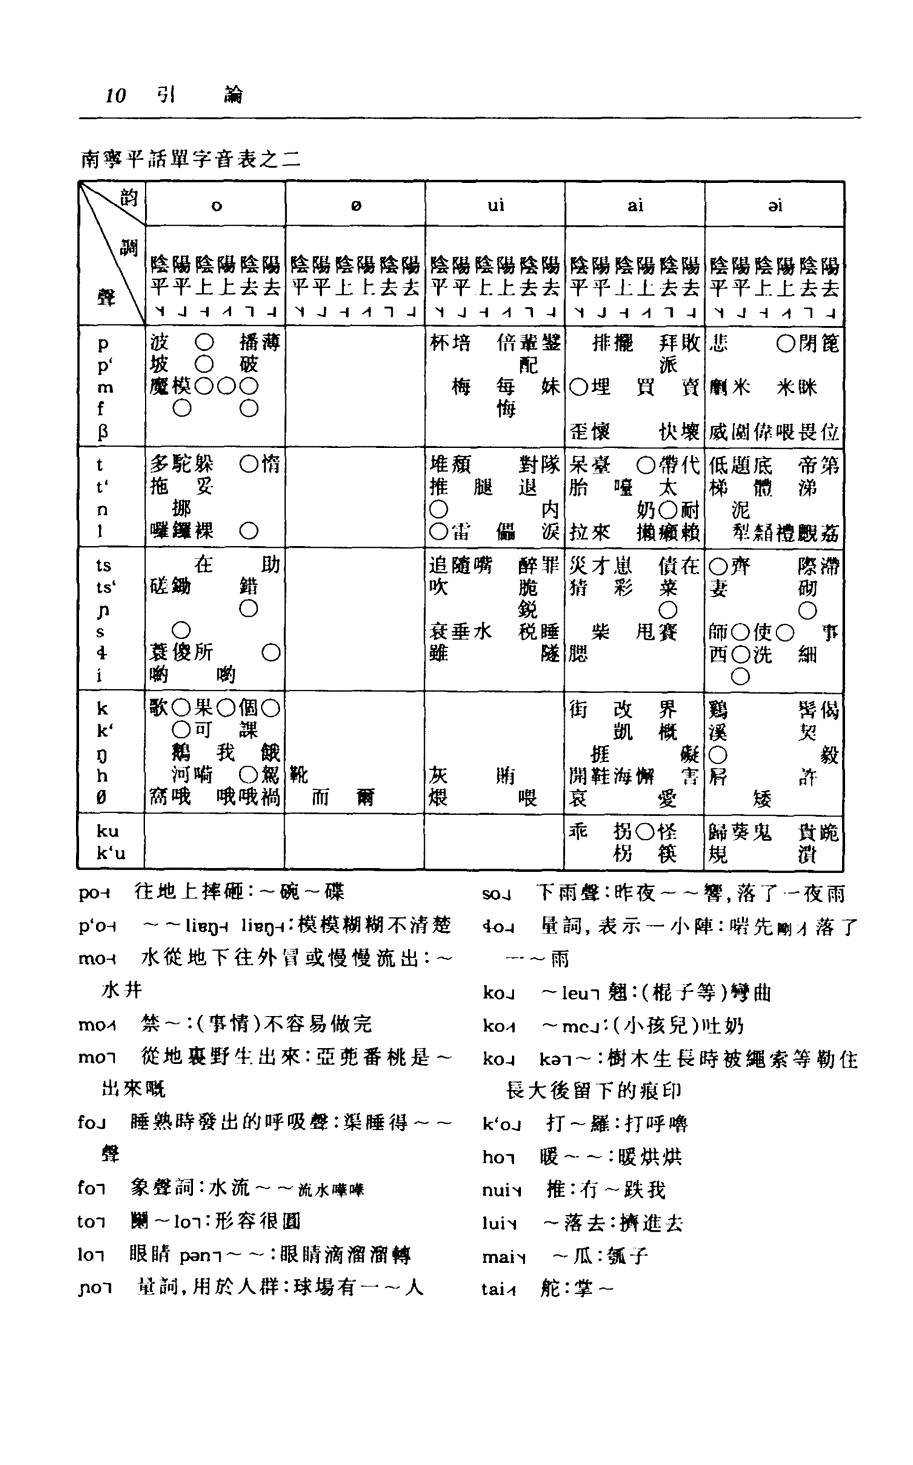 10 引 論
南寧平話單字音表之二
韵 調 聲 o ø ui ai əi
陰陽陰陽陰陽 陰陽陰陽陰陽 陰陽陰陽陰陽 陰陽陰陽陰陽 陰陽陰陽陰陽
平平上上去去 平平上上去去 平平上上去去 平平上上去去 平平上上去去
p 波 ○ 播薄 杯培 倍輩鐾 排擺 拜敗 悲 ○閉篦
p‘ 坡 ○ 破 配 派
m 魔模○○○ 梅 每 妹 ○埋 買 賣 劘米 米眯
f ○ ○ 悔
β 歪懷 快壞 威圍偉喂畏位
t 多駝躲 ○惰 堆頹 對隊 呆臺 ○帶代 低題底 帝第
t‘ 拖 妥 推 腿 退 胎 嚡 太 梯 體 涕
n 挪 ○ 內 奶○耐 泥
l 囉鑼裸 ○ ○雷 儡 淚 拉來 攋癩賴 犁 禮 荔
ts 在 助 追隨嘴 醉罪 災才崽 債在 ○齊 際滯
ts‘ 磋鋤 錯 吹 脆 猜 彩 菜 妻 砌
ɲ ○ 鋭 ○ ○
s ○ 衰垂水 税睡 柴 甩賽 師○使○ 事
ɬ 蓑傻所 ○ 雖 隧 腮 西○洗 細
i 喲 喲 ○
k 歌○果○個○ 街 改 界 鷄 髻偈
k‘ ○可 課 凱 概 溪 契
ŋ 鵝 我 餓 捱 礙 ○ 毅
h 河嗬 ○駕 靴 灰 賄 開鞋海懈 害 屄 許
ø 窩哦 哦哦禍 而 爾 煨 喂 哀 愛 矮
ku 乖 拐○怪 歸葵鬼 貴跪
k‘u 枴 筷 規 潰
po˧ 往地上摔砸：～碗～碟
p‘o˧ ～～liɐŋ˧ liɐŋ˧：模模糊糊不清楚
mo˧ 水從地下往外冒或慢慢流出：～
水井
mo 禁～：(事情)不容易做完
mo˥ 從地裏野生出來：亞蔸番桃是～
出來嘅
fo˩ 睡熟時發出的呼吸聲：渠睡得～～
聲
fo˥ 象聲詞：水流～～流水嘩嘩
to˥ ～lo˥：形容很圓
lo˥ 眼睛 pən˥～～：眼睛滴溜溜轉
ɲo˥ 量詞，用於人群：球場有一～人
so˩ 下雨聲：昨夜～～響，落了一夜雨
ɬo 量詞，表示一小陣：啱先剛才落了
一～雨
ko˩ ～leu˥ 翹：(棍子等)彎曲
ko ～mɛ˩：(小孩兒)吐奶
ko kə˥～：樹木生長時被繩索等勒住
長大後留下的痕印
k‘o˩ 打～羅：打呼嚕
ho˥ 暖～～：暖烘烘
nui 推：冇～跌我
lui ～落去：擠進去
mai ～瓜：瓠子
tai 舵：掌～